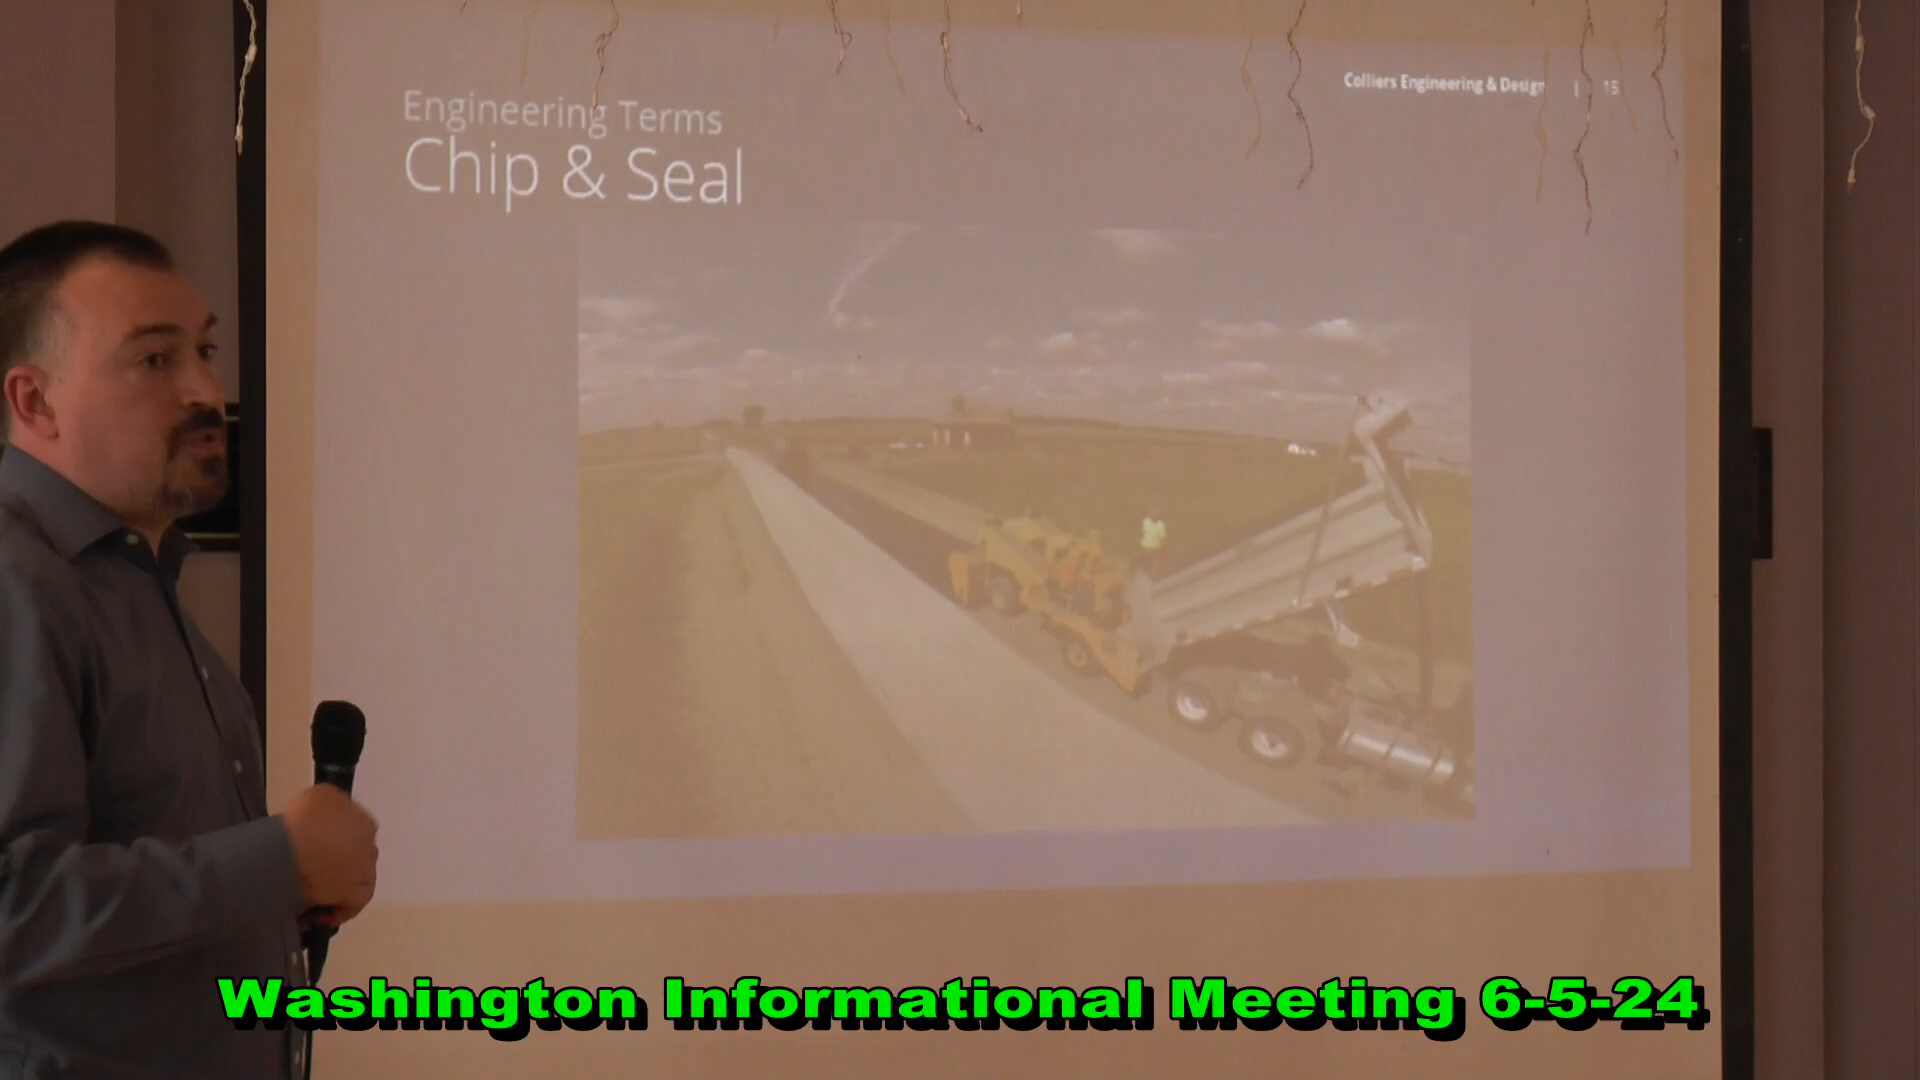 Colliers Engineering & Design | 15
Engineering Terms
Chip & Seal
Washington Informational Meeting 6-5-24